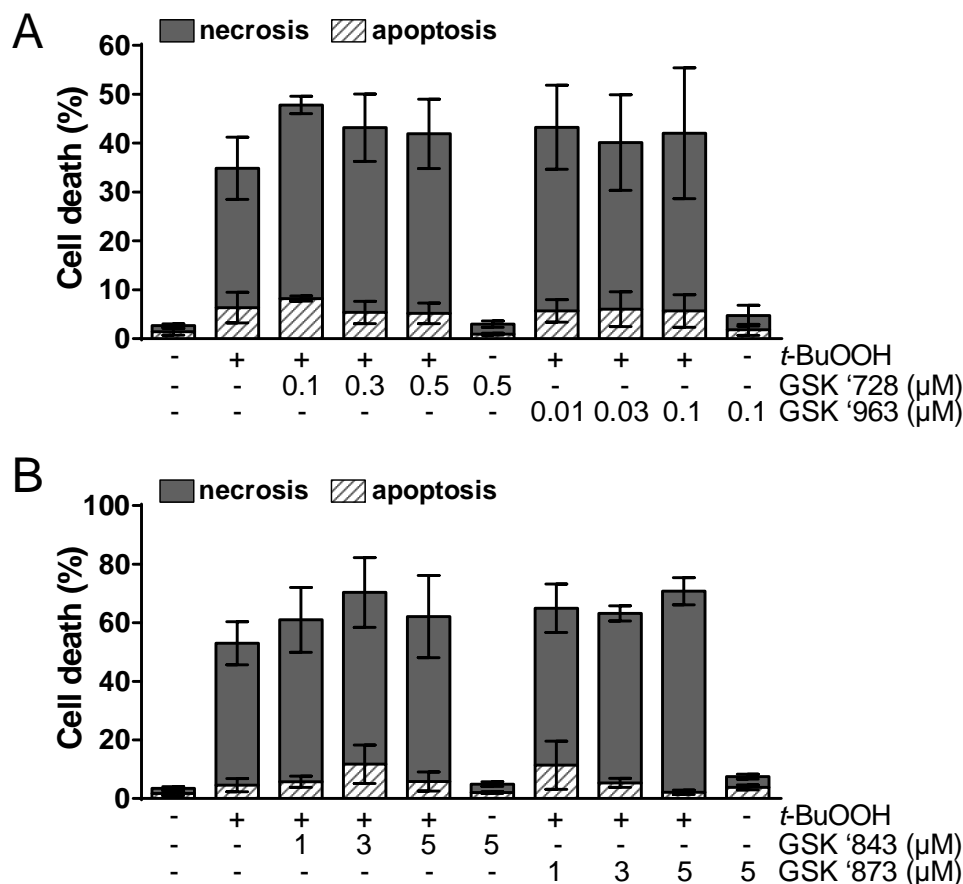 A
necrosis apoptosis
Cell death (%)
60
50
40
30
20
10
0
- + + + + - + + + - t-BuOOH
- - 0.1 0.3 0.5 0.5 - - - - GSK ‘728 (µM)
- - - - - - 0.01 0.03 0.1 0.1 GSK ‘963 (µM)
B
necrosis apoptosis
Cell death (%)
100
80
60
40
20
0
- + + + + - + + + - t-BuOOH
- - 1 3 5 5 - - - - GSK ‘843 (µM)
- - - - - - 1 3 5 5 GSK ‘873 (µM)